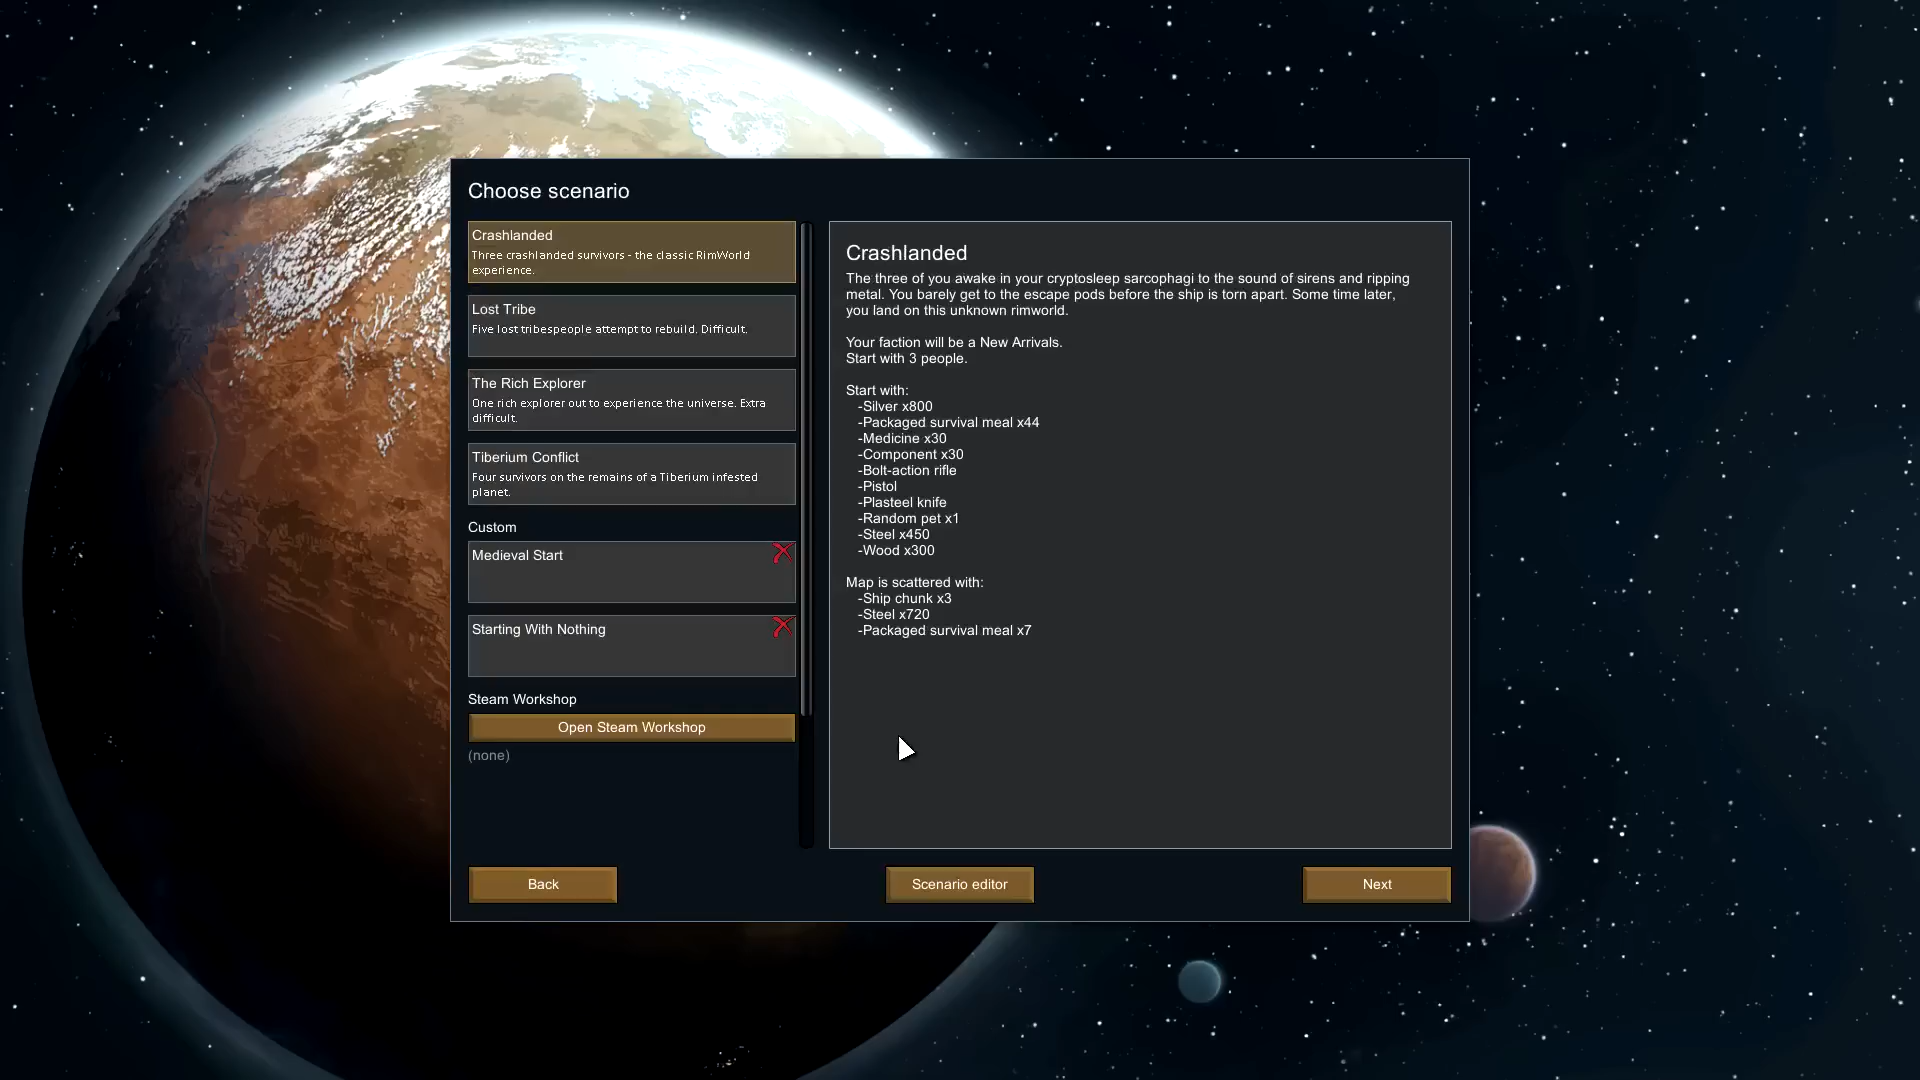 Choose scenario
Crashlanded
Three crashlanded survivors - the classic RimWorld
experience.
Lost Tribe
Five lost tribespeople attempt to rebuild. Difficult.
The Rich Explorer
One rich explorer out to experience the universe. Extra
difficult.
Tiberium Conflict
Four survivors on the remains of a Tiberium infested
planet.
Custom
Medieval Start
Starting With Nothing
Steam Workshop
Open Steam Workshop
(none)
Crashlanded
The three of you awake in your cryptosleep sarcophagi to the sound of sirens and ripping
metal. You barely get to the escape pods before the ship is torn apart. Some time later,
you land on this unknown rimworld.
Your faction will be a New Arrivals.
Start with 3 people.
Start with:
-Silver x800
-Packaged survival meal x44
-Medicine x30
-Component x30
-Bolt-action rifle
-Pistol
-Plasteel knife
-Random pet x1
-Steel x450
-Wood x300
Map is scattered with:
-Ship chunk x3
-Steel x720
-Packaged survival meal x7
Back
Scenario editor
Next